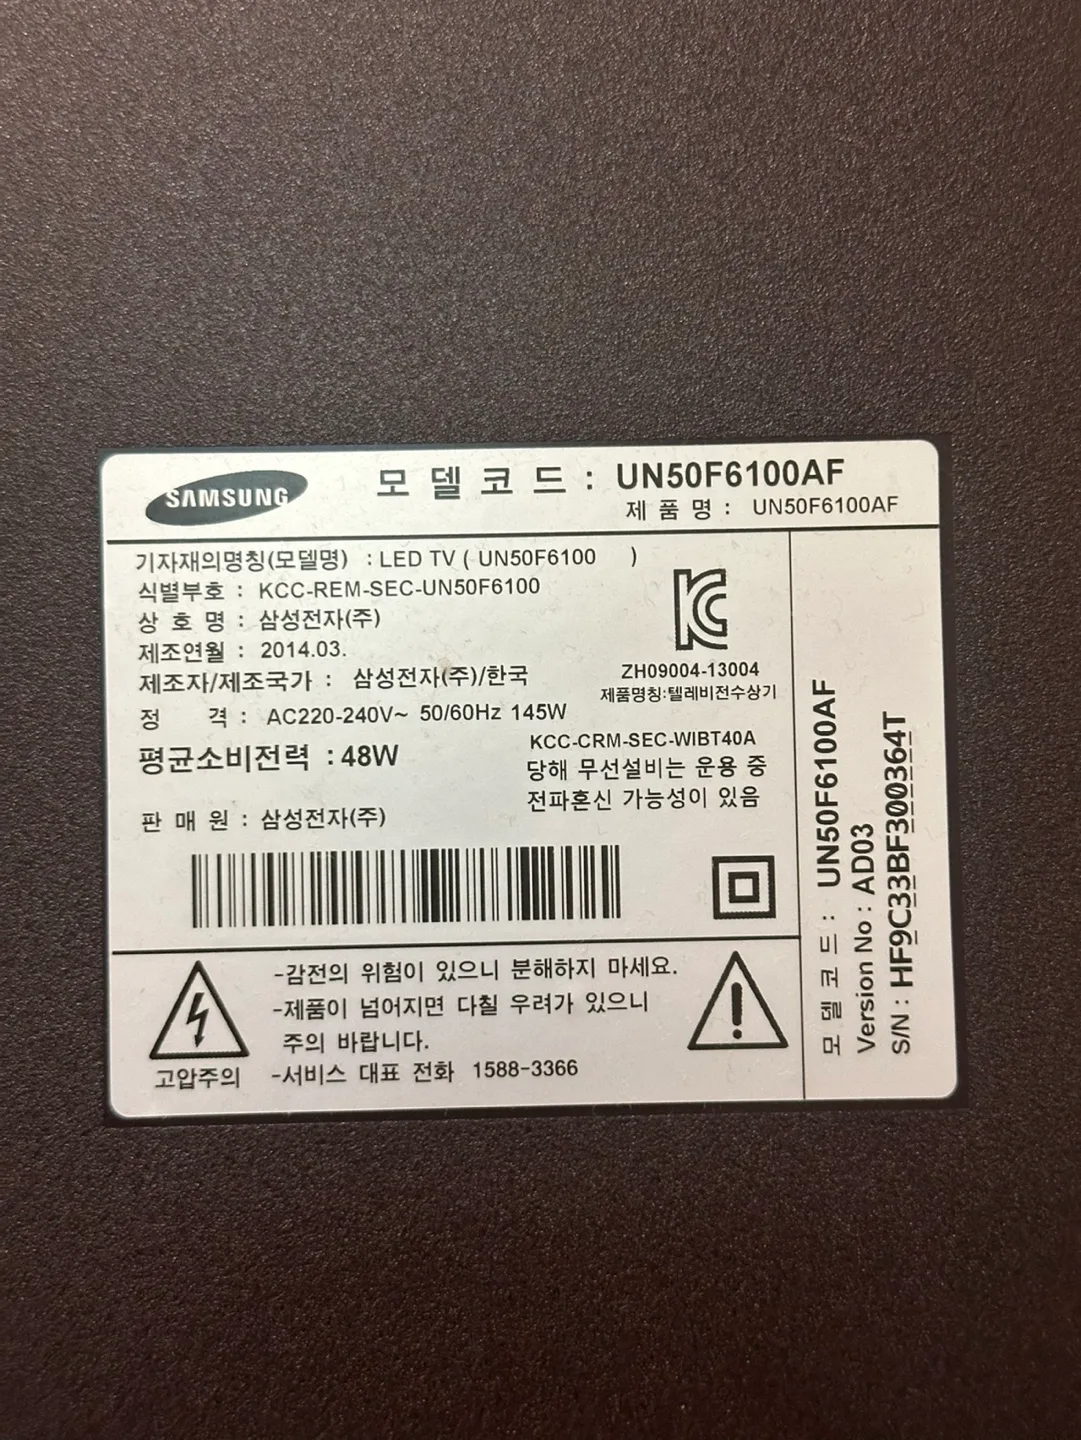 SAMSUNG
모델코드 : UN50F6100AF
제품명 : UN50F6100AF
기자재의명칭(모델명) : LED TV ( UN50F6100 )
식별부호 : KCC-REM-SEC-UN50F6100
상호명 : 삼성전자(주)
제조연월 : 2014.03.
제조자/제조국가 : 삼성전자(주)/한국
정 격 : AC220-240V~ 50/60Hz 145W
평균소비전력 : 48W
판매원 : 삼성전자(주)
ZH09004-13004
제품명칭:텔레비전수상기
KCC-CRM-SEC-WIBT40A
당해 무선설비는 운용 중
전파혼신 가능성이 있음
고압주의
-감전의 위험이 있으니 분해하지 마세요.
-제품이 넘어지면 다칠 우려가 있으니
주의 바랍니다.
-서비스 대표 전화 1588-3366
모델코드 : UN50F6100AF
Version No : AD03
S/N : HF9C33BF300364T